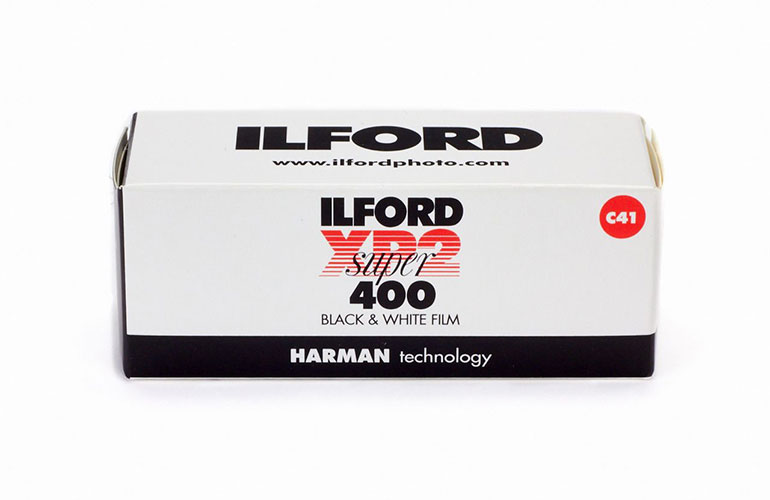 ILFORD
www.ilfordphoto.com
ILFORD
XP2
super
400
BLACK & WHITE FILM
C41
HARMAN technology